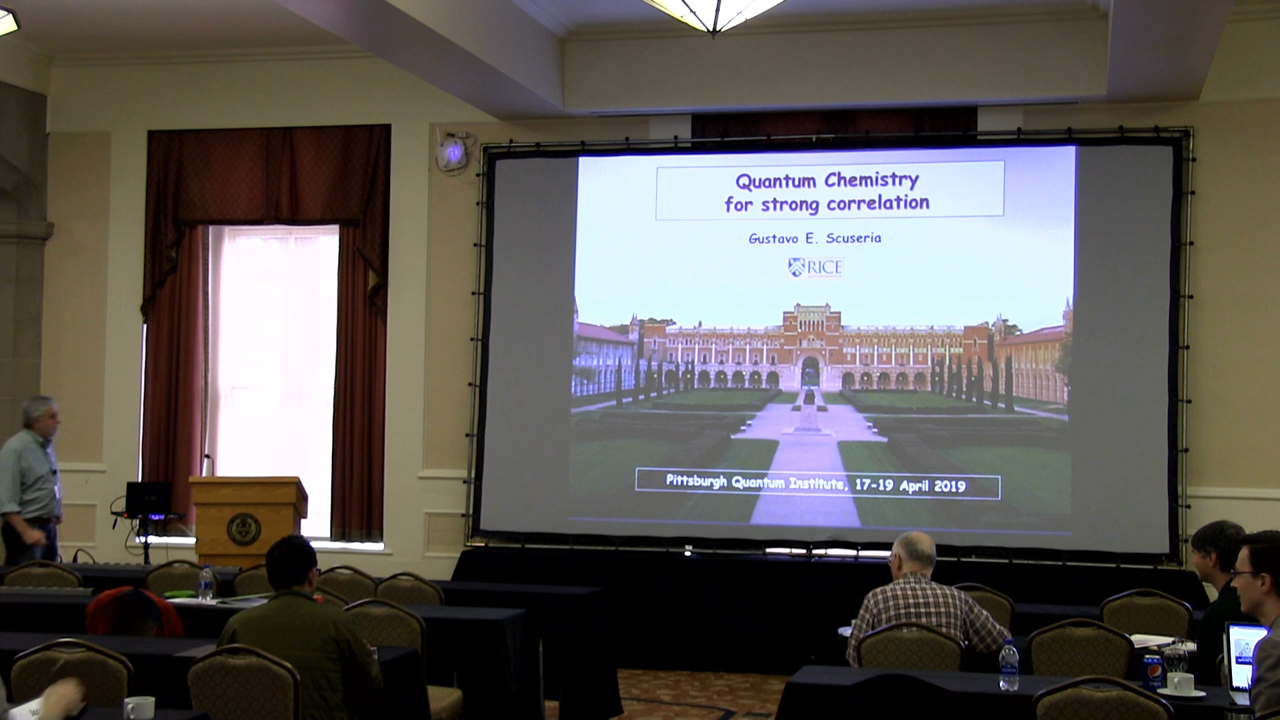 Quantum Chemistry
for strong correlation
Gustavo E. Scuseria
RICE
Pittsburgh Quantum Institute, 17-19 April 2019